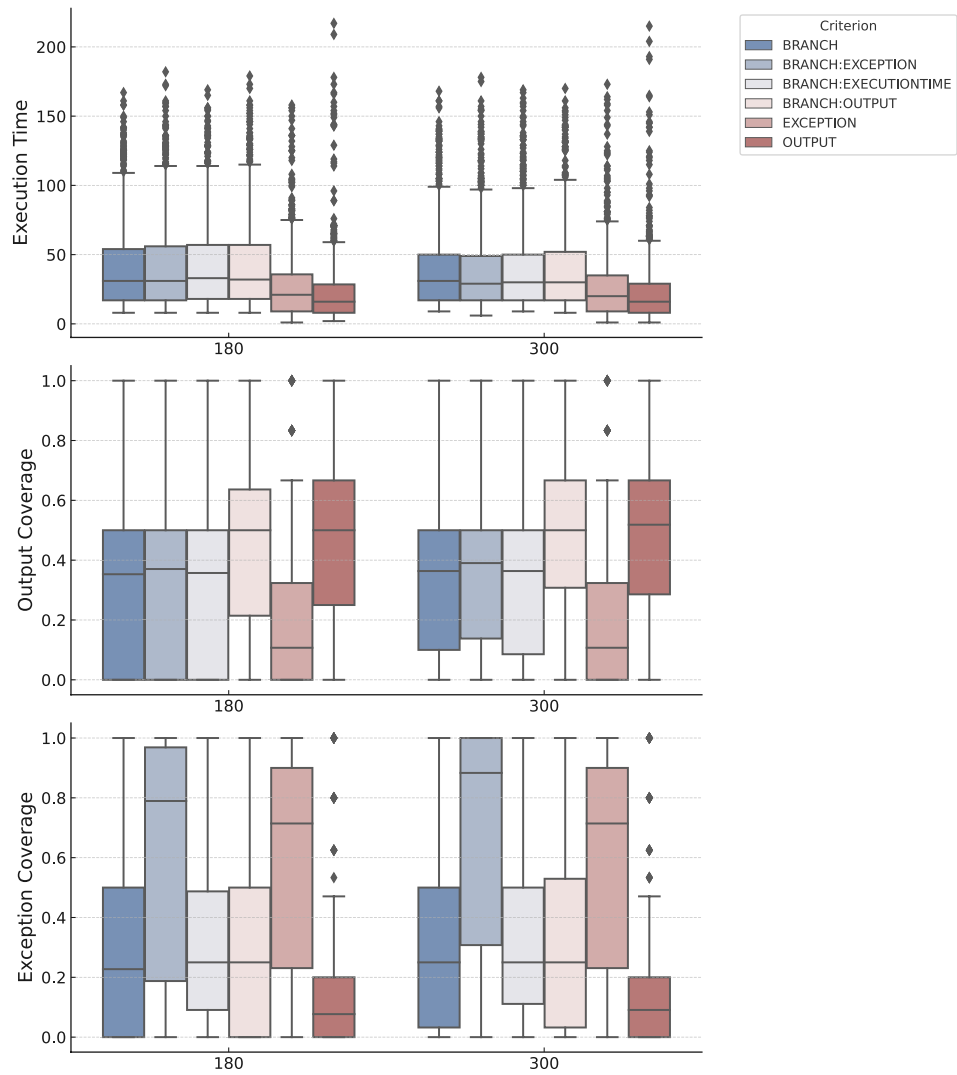 Criterion
BRANCH
BRANCH:EXCEPTION
BRANCH:EXECUTIONTIME
BRANCH:OUTPUT
EXCEPTION
OUTPUT
Execution Time
200
150
100
50
0
180 300
Output Coverage
1.0
0.8
0.6
0.4
0.2
0.0
180 300
Exception Coverage
1.0
0.8
0.6
0.4
0.2
0.0
180 300